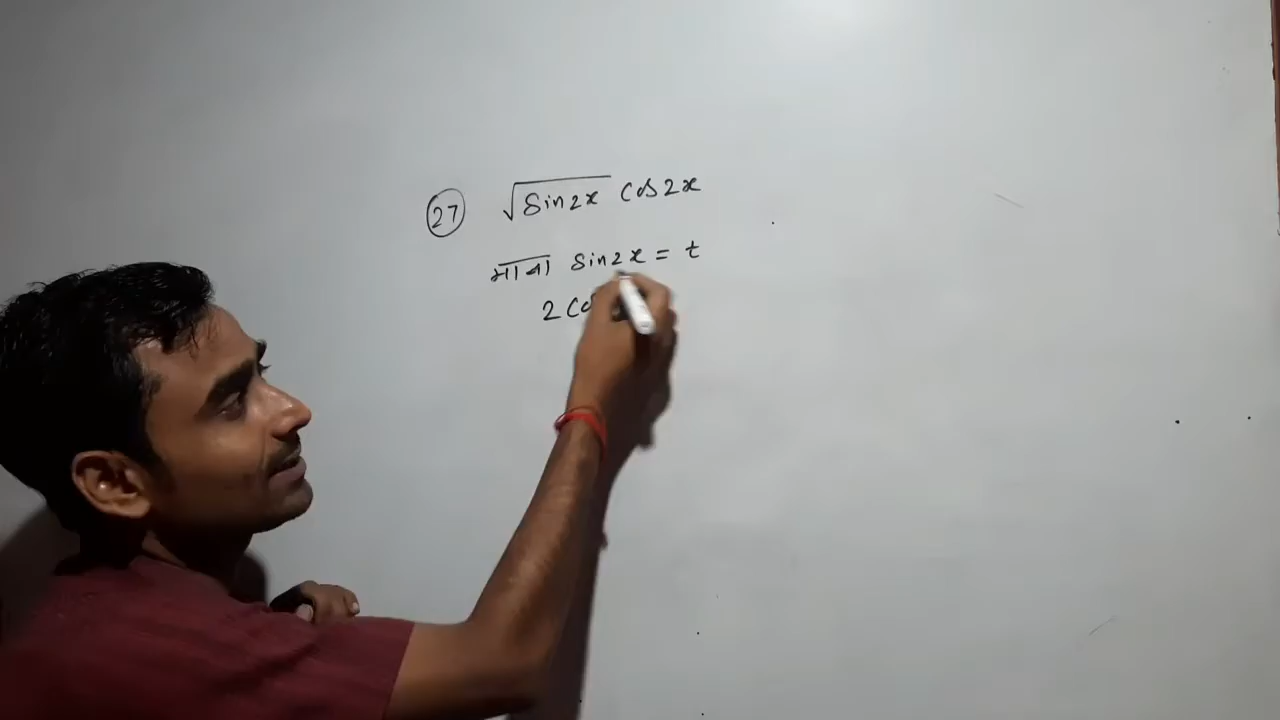 27 √sin2x cos2x
माना sin2x = t
2 co